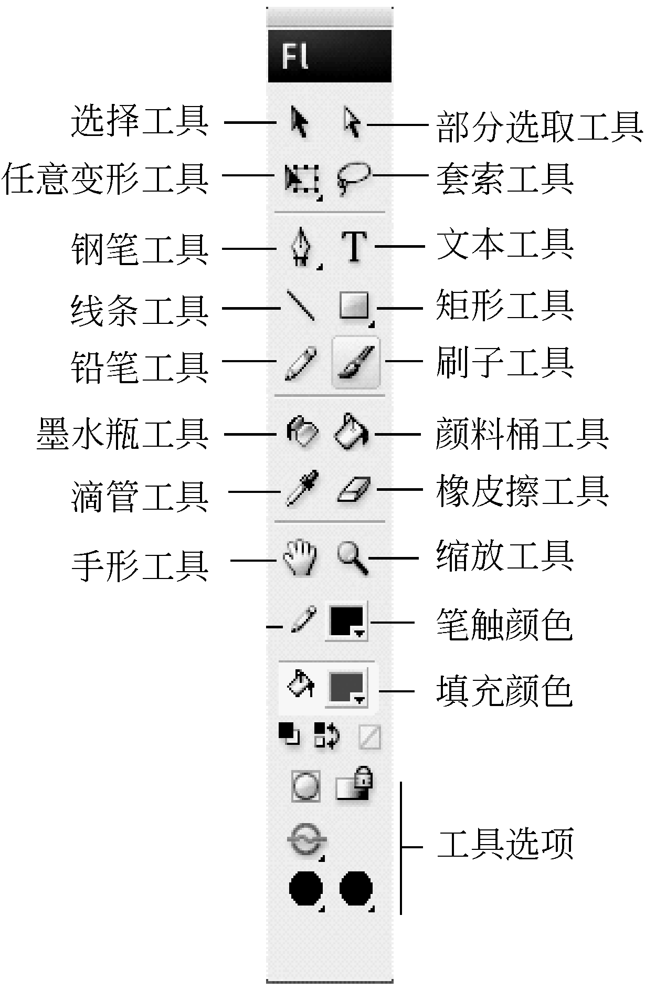 Fl
选择工具
部分选取工具
任意变形工具
套索工具
钢笔工具
文本工具
线条工具
矩形工具
铅笔工具
刷子工具
墨水瓶工具
颜料桶工具
滴管工具
橡皮擦工具
手形工具
缩放工具
笔触颜色
填充颜色
工具选项